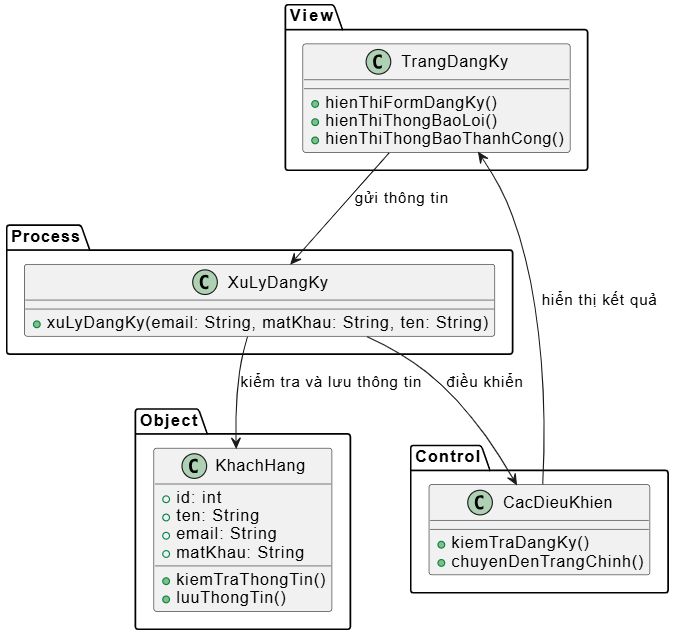 View
C TrangDangKy
hienThiFormDangKy()
hienThiThongBaoLoi()
hienThiThongBaoThanhCong()
gửi thông tin
Process
C XuLyDangKy
xuLyDangKy(email: String, matKhau: String, ten: String)
hiển thị kết quả
kiểm tra và lưu thông tin
điều khiển
Object
C KhachHang
id: int
ten: String
email: String
matKhau: String
kiemTraThongTin()
luuThongTin()
Control
C CacDieuKhien
kiemTraDangKy()
chuyenDenTrangChinh()